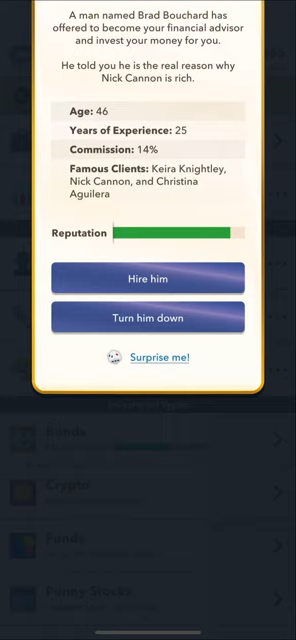 A man named Brad Bouchard has
offered to become your financial advisor
and invest your money for you.
He told you he is the real reason why
Nick Cannon is rich.
Age: 46
Years of Experience: 25
Commission: 14%
Famous Clients: Keira Knightley,
Nick Cannon, and Christina
Aguilera
Reputation
Hire him
Turn him down
Surprise me!
Bonds
Crypto
Funds
Penny Stocks